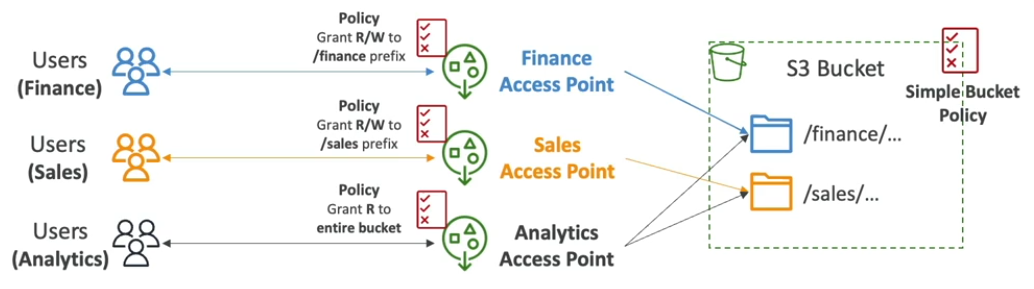 Users
(Finance)
Policy
Grant R/W to
/finance prefix
Finance
Access Point
Users
(Sales)
Policy
Grant R/W to
/sales prefix
Sales
Access Point
Users
(Analytics)
Policy
Grant R to
entire bucket
Analytics
Access Point
S3 Bucket
Simple Bucket
Policy
/finance/...
/sales/...